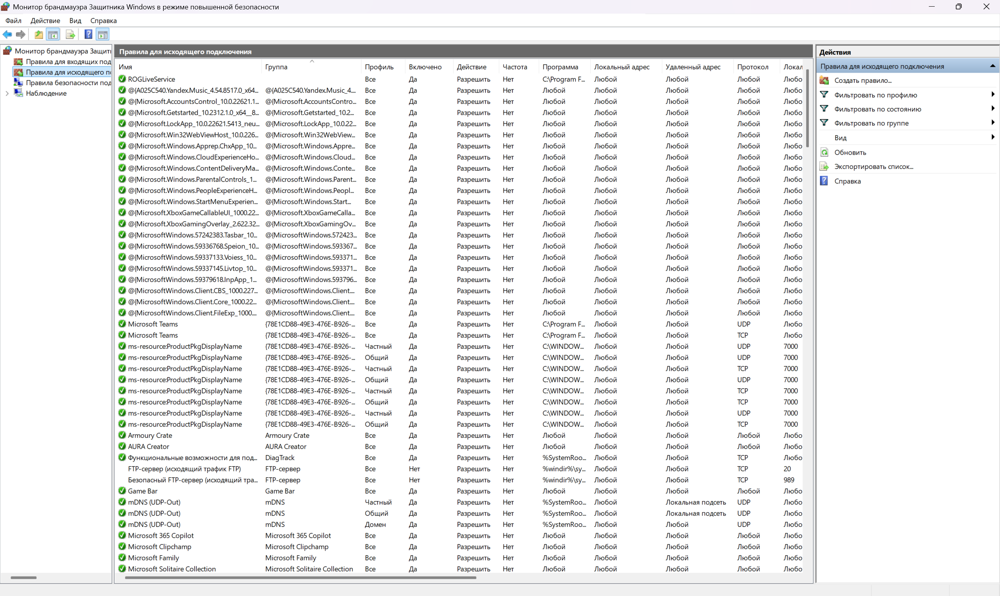 Монитор брандмауэра Защитника Windows в режиме повышенной безопасности
Файл Действие Вид Справка
Монитор брандмауэра Защит
Правила для входящих под
Правила для исходящего п
Правила безопасности под
Наблюдение
Правила для исходящего подключения
Имя Группа Профиль Включено Действие Частота Программа Локальный адрес Удаленный адрес Протокол Локал
ROGLiveService Все Да Разрешить Нет C:\Program F... Любой Любой Любой Любо
@{A025C540.Yandex.Music_4.54.8517.0_x64... @{A025C540.Yandex.Music_4.... Все Да Разрешить Нет Любой Любой Любой Любой Любо
@{Microsoft.AccountsControl_10.0.22621.1... @{Microsoft.AccountsContro... Все Да Разрешить Нет Любой Любой Любой Любой Любо
@{Microsoft.Getstarted_10.2312.1.0_x64__8... @{Microsoft.Getstarted_10.2... Все Да Разрешить Нет Любой Любой Любой Любой Любо
@{Microsoft.LockApp_10.0.22621.5413_neu... @{Microsoft.LockApp_10.0.22... Все Да Разрешить Нет Любой Любой Любой Любой Любо
@{Microsoft.Win32WebViewHost_10.0.226... @{Microsoft.Win32WebView... Все Да Разрешить Нет Любой Любой Любой Любой Любо
@{Microsoft.Windows.Apprep.ChxApp_10... @{Microsoft.Windows.Appre... Все Да Разрешить Нет Любой Любой Любой Любой Любо
@{Microsoft.Windows.CloudExperienceHo... @{Microsoft.Windows.Cloud... Все Да Разрешить Нет Любой Любой Любой Любой Любо
@{Microsoft.Windows.ContentDeliveryMa... @{Microsoft.Windows.Conte... Все Да Разрешить Нет Любой Любой Любой Любой Любо
@{Microsoft.Windows.ParentalControls_1... @{Microsoft.Windows.Parent... Все Да Разрешить Нет Любой Любой Любой Любой Любо
@{Microsoft.Windows.PeopleExperienceH... @{Microsoft.Windows.Peopl... Все Да Разрешить Нет Любой Любой Любой Любой Любо
@{Microsoft.Windows.StartMenuExperien... @{Microsoft.Windows.Start... Все Да Разрешить Нет Любой Любой Любой Любой Любо
@{Microsoft.XboxGameCallableUI_1000.22... @{Microsoft.XboxGameCalla... Все Да Разрешить Нет Любой Любой Любой Любой Любо
@{Microsoft.XboxGamingOverlay_2.622.32... @{Microsoft.XboxGamingOv... Все Да Разрешить Нет Любой Любой Любой Любой Любо
@{MicrosoftWindows.57242383.Tasbar_10... @{MicrosoftWindows.572423... Все Да Разрешить Нет Любой Любой Любой Любой Любо
@{MicrosoftWindows.59336768.Speion_10... @{MicrosoftWindows.593367... Все Да Разрешить Нет Любой Любой Любой Любой Любо
@{MicrosoftWindows.59337133.Voiess_10... @{MicrosoftWindows.593371... Все Да Разрешить Нет Любой Любой Любой Любой Любо
@{MicrosoftWindows.59337145.Livtop_10... @{MicrosoftWindows.593371... Все Да Разрешить Нет Любой Любой Любой Любой Любо
@{MicrosoftWindows.59379618.InpApp_1... @{MicrosoftWindows.593796... Все Да Разрешить Нет Любой Любой Любой Любой Любо
@{MicrosoftWindows.Client.CBS_1000.227... @{MicrosoftWindows.Client.... Все Да Разрешить Нет Любой Любой Любой Любой Любо
@{MicrosoftWindows.Client.Core_1000.22... @{MicrosoftWindows.Client.... Все Да Разрешить Нет Любой Любой Любой Любой Любо
@{MicrosoftWindows.Client.FileExp_1000.... @{MicrosoftWindows.Client.... Все Да Разрешить Нет Любой Любой Любой Любой Любо
Microsoft Teams {78E1CD88-49E3-476E-B926-... Все Да Разрешить Нет C:\Program F... Любой Любой UDP Любо
Microsoft Teams {78E1CD88-49E3-476E-B926-... Все Да Разрешить Нет C:\Program F... Любой Любой TCP Любо
ms-resource:ProductPkgDisplayName {78E1CD88-49E3-476E-B926-... Частный Да Разрешить Нет C:\WINDOW... Любой Любой UDP 7000
ms-resource:ProductPkgDisplayName {78E1CD88-49E3-476E-B926-... Общий Да Разрешить Нет C:\WINDOW... Любой Любой UDP 7000
ms-resource:ProductPkgDisplayName {78E1CD88-49E3-476E-B926-... Частный Да Разрешить Нет C:\WINDOW... Любой Любой TCP 7000
ms-resource:ProductPkgDisplayName {78E1CD88-49E3-476E-B926-... Общий Да Разрешить Нет C:\WINDOW... Любой Любой UDP 7000
ms-resource:ProductPkgDisplayName {78E1CD88-49E3-476E-B926-... Частный Да Разрешить Нет C:\WINDOW... Любой Любой TCP 7000
ms-resource:ProductPkgDisplayName {78E1CD88-49E3-476E-B926-... Общий Да Разрешить Нет C:\WINDOW... Любой Любой TCP 7000
ms-resource:ProductPkgDisplayName {78E1CD88-49E3-476E-B926-... Частный Да Разрешить Нет C:\WINDOW... Любой Любой UDP 7000
ms-resource:ProductPkgDisplayName {78E1CD88-49E3-476E-B926-... Общий Да Разрешить Нет C:\WINDOW... Любой Любой TCP 7000
Armoury Crate Armoury Crate Все Да Разрешить Нет Любой Любой Любой Любой Любо
AURA Creator AURA Creator Все Да Разрешить Нет Любой Любой Любой Любой Любо
Функциональные возможности для под... DiagTrack Все Да Разрешить Нет %SystemRoo... Любой Любой TCP Любо
FTP-сервер (исходящий трафик FTP) FTP-сервер Все Нет Разрешить Нет %windir%\sy... Любой Любой TCP 20
Безопасный FTP-сервер (исходящий тра... FTP-сервер Все Нет Разрешить Нет %windir%\sy... Любой Любой TCP 989
Game Bar Game Bar Все Да Разрешить Нет Любой Любой Любой Любой Любо
mDNS (UDP-Out) mDNS Частный Да Разрешить Нет %SystemRoo... Любой Локальная подсеть UDP Любо
mDNS (UDP-Out) mDNS Общий Да Разрешить Нет %SystemRoo... Любой Локальная подсеть UDP Любо
mDNS (UDP-Out) mDNS Домен Да Разрешить Нет %SystemRoo... Любой Любой UDP Любо
Microsoft 365 Copilot Microsoft 365 Copilot Все Да Разрешить Нет Любой Любой Любой Любой Любо
Microsoft Clipchamp Microsoft Clipchamp Все Да Разрешить Нет Любой Любой Любой Любой Любо
Microsoft Family Microsoft Family Все Да Разрешить Нет Любой Любой Любой Любой Любо
Microsoft Solitaire Collection Microsoft Solitaire Collection Все Да Разрешить Нет Любой Любой Любой Любой Любо
Действия
Правила для исходящего подключения
Создать правило...
Фильтровать по профилю
Фильтровать по состоянию
Фильтровать по группе
Вид
Обновить
Экспортировать список...
Справка